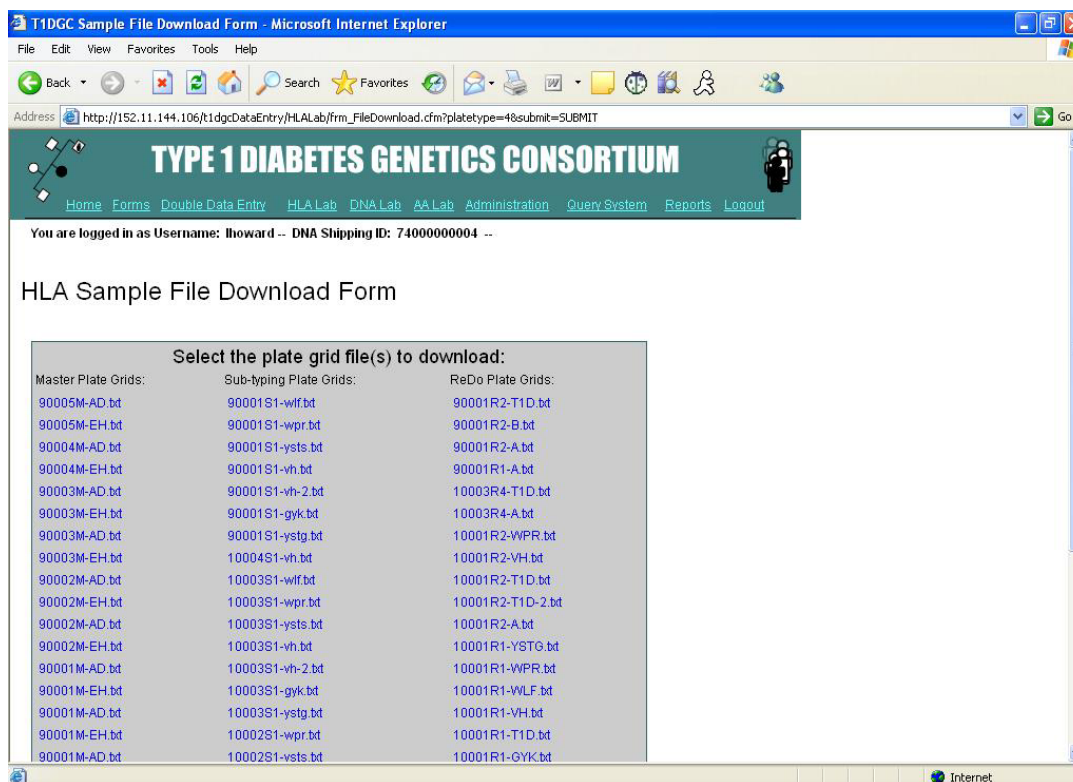 T1DGC Sample File Download Form - Microsoft Internet Explorer
File Edit View Favorites Tools Help
Back Search Favorites
Address http://152.11.144.106/t1dgcDataEntry/HLALab/frm_FileDownload.cfm?platetype=4&submit=SUBMIT Go
TYPE 1 DIABETES GENETICS CONSORTIUM
Home Forms Double Data Entry HLA Lab DNA Lab AA Lab Administration Query System Reports Logout
You are logged in as Username: lhoward -- DNA Shipping ID: 74000000004 --
HLA Sample File Download Form
Select the plate grid file(s) to download:
Master Plate Grids: Sub-typing Plate Grids: ReDo Plate Grids:
90005M-AD.txt 90001S1-wlf.txt 90001R2-T1D.txt
90005M-EH.txt 90001S1-wpr.txt 90001R2-B.txt
90004M-AD.txt 90001S1-ysts.txt 90001R2-A.txt
90004M-EH.txt 90001S1-vh.txt 90001R1-A.txt
90003M-AD.txt 90001S1-vh-2.txt 10003R4-T1D.txt
90003M-EH.txt 90001S1-gyk.txt 10003R4-A.txt
90003M-AD.txt 90001S1-ystg.txt 10001R2-WPR.txt
90003M-EH.txt 10004S1-vh.txt 10001R2-VH.txt
90002M-AD.txt 10003S1-wlf.txt 10001R2-T1D.txt
90002M-EH.txt 10003S1-wpr.txt 10001R2-T1D-2.txt
90002M-AD.txt 10003S1-ysts.txt 10001R2-A.txt
90002M-EH.txt 10003S1-vh.txt 10001R1-YSTG.txt
90001M-AD.txt 10003S1-vh-2.txt 10001R1-WPR.txt
90001M-EH.txt 10003S1-gyk.txt 10001R1-WLF.txt
90001M-AD.txt 10003S1-ystg.txt 10001R1-VH.txt
90001M-EH.txt 10002S1-wpr.txt 10001R1-T1D.txt
90001M-AD.txt 10002S1-ysts.txt 10001R1-GYK.txt
Internet